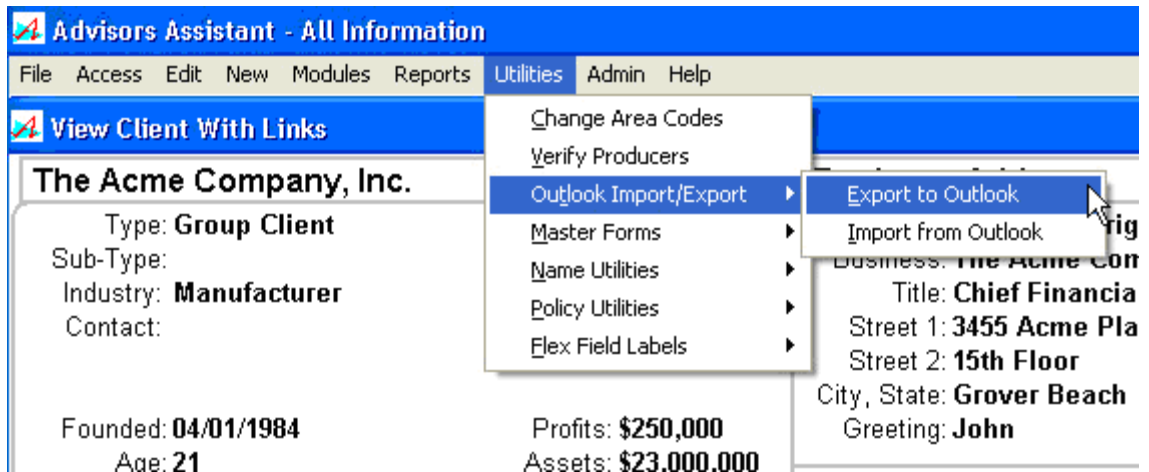 Advisors Assistant - All Information
File Access Edit New Modules Reports Utilities Admin Help
View Client With Links
Change Area Codes
Verify Producers
Outlook Import/Export
Master Forms
Name Utilities
Policy Utilities
Flex Field Labels
Export to Outlook
Import from Outlook
The Acme Company, Inc.
Type: Group Client
Sub-Type:
Industry: Manufacturer
Contact:
Founded: 04/01/1984
Age: 21
Profits: $250,000
Assets: $23,000,000
Business: The Acme Com
Title: Chief Financia
Street 1: 3455 Acme Pla
Street 2: 15th Floor
City, State: Grover Beach
Greeting: John